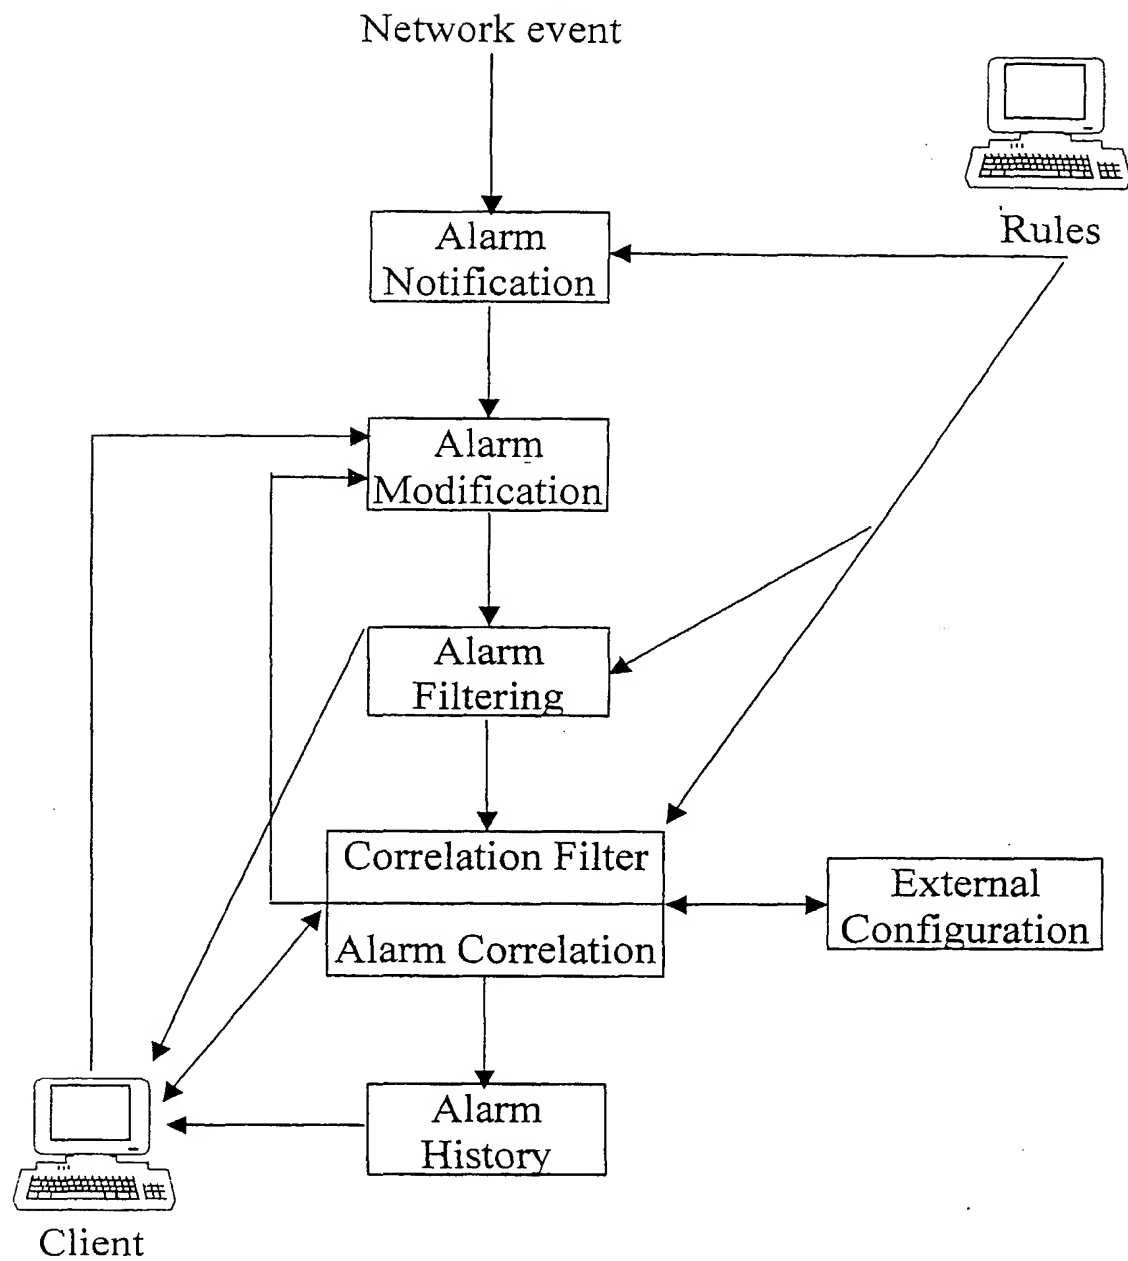 Network event
Rules
Alarm
Notification
Alarm
Modification
Alarm
Filtering
Correlation Filter
Alarm Correlation
External
Configuration
Alarm
History
Client